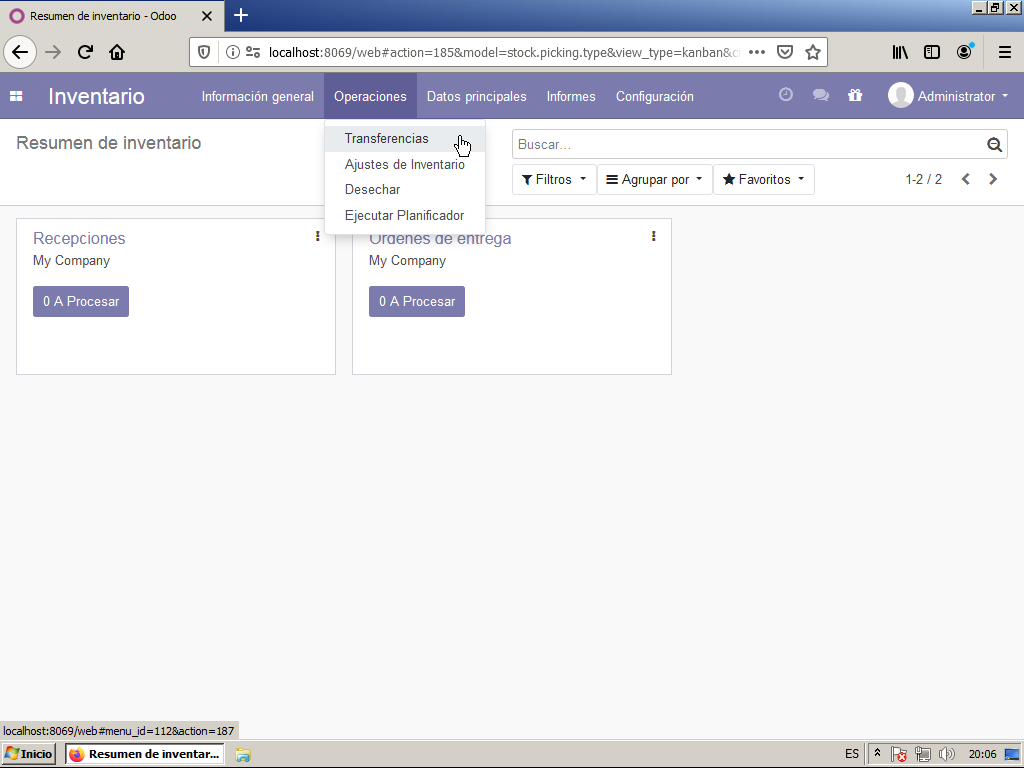 Resumen de inventario - Odoo
localhost:8069/web#action=185&model=stock.picking.type&view_type=kanban&
Inventario
Información general
Operaciones
Datos principales
Informes
Configuración
Administrator
Resumen de inventario
Transferencias
Ajustes de Inventario
Desechar
Ejecutar Planificador
Buscar...
Filtros
Agrupar por
Favoritos
1-2 / 2
Recepciones
My Company
0 A Procesar
Órdenes de entrega
My Company
0 A Procesar
localhost:8069/web#menu_id=112&action=187
Inicio
Resumen de inventar...
ES
20:06